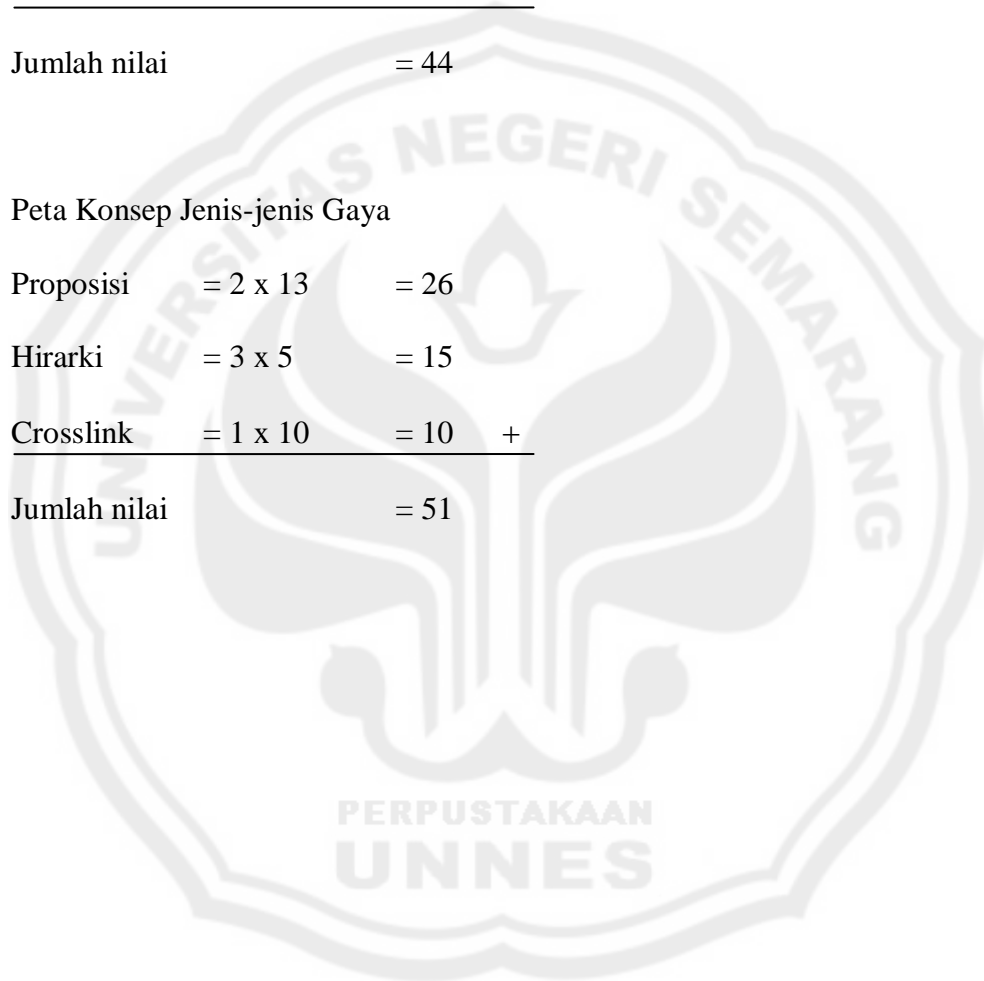 Jumlah nilai = 44
UNIVERSITAS NEGERI SEMARANG
Peta Konsep Jenis-jenis Gaya
Proposisi = 2 x 13 = 26
Hirarki = 3 x 5 = 15
Crosslink = 1 x 10 = 10 +
Jumlah nilai = 51
PERPUSTAKAAN
UNNES